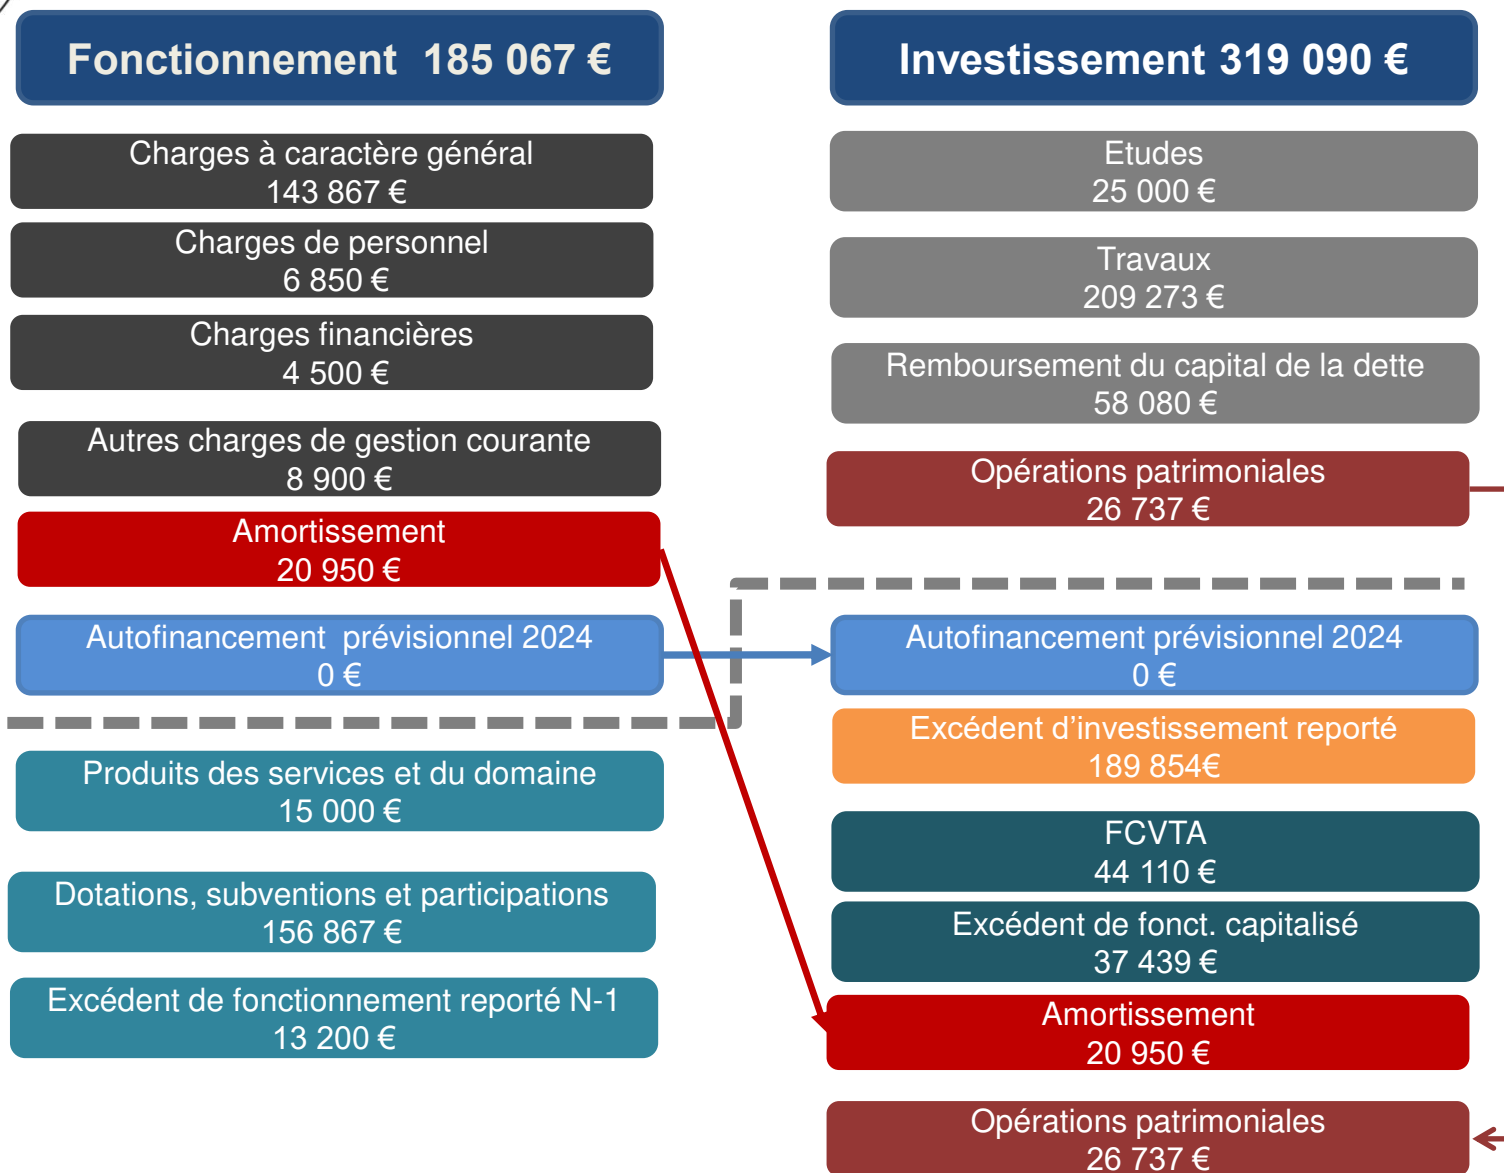 Fonctionnement  185 067 €
Charges à caractère général
143 867 €
Charges de personnel
6 850 €
Charges financières
4 500 €
Autres charges de gestion courante
8 900 €
Amortissement
20 950 €
Autofinancement  prévisionnel 2024
0 €
Produits des services et du domaine
15 000 €
Dotations, subventions et participations
156 867 €
Excédent de fonctionnement reporté N-1
13 200 €
Investissement 319 090 €
Etudes
25 000 €
Travaux
209 273 €
Remboursement du capital de la dette
58 080 €
Opérations patrimoniales
26 737 €
Autofinancement prévisionnel 2024
0 €
Excédent d’investissement reporté
189 854€
FCVTA
44 110 €
Excédent de fonct. capitalisé
37 439 €
Amortissement
20 950 €
Opérations patrimoniales
26 737 €